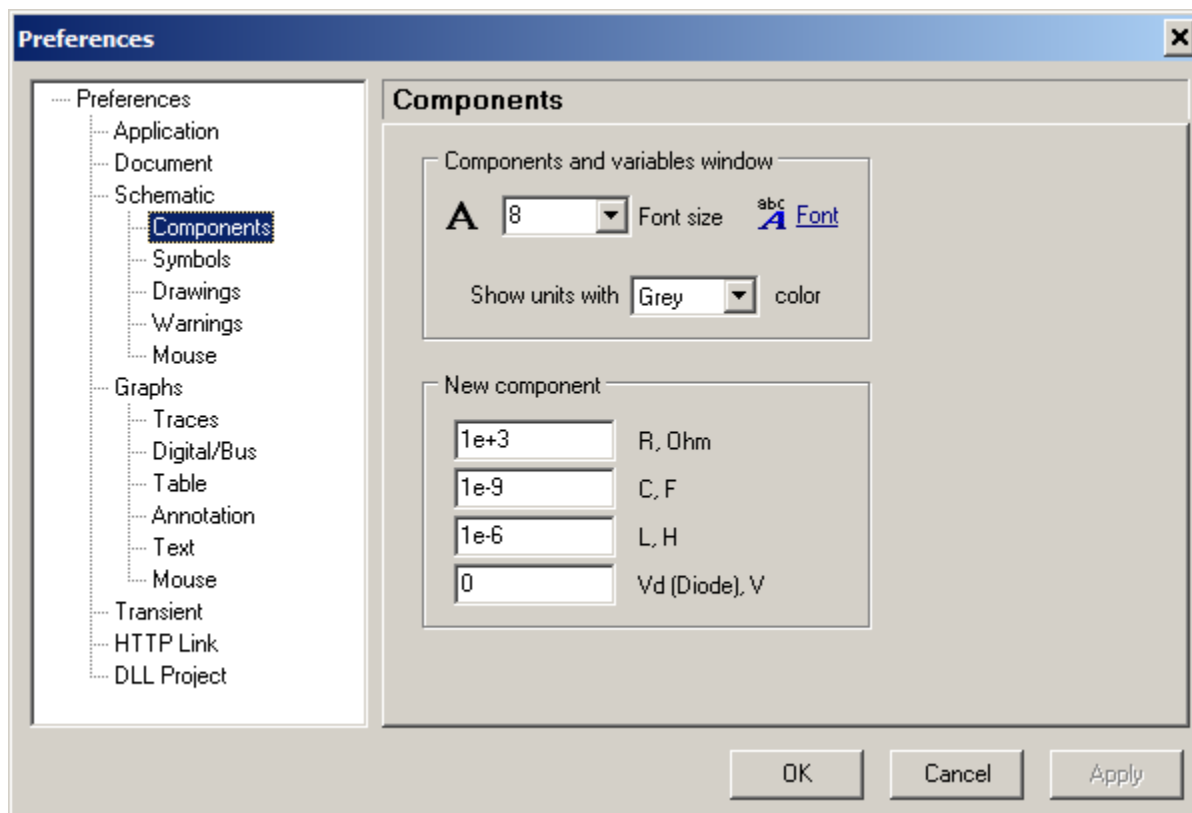 Preferences
Preferences
Application
Document
Schematic
Components
Symbols
Drawings
Warnings
Mouse
Graphs
Traces
Digital/Bus
Table
Annotation
Text
Mouse
Transient
HTTP Link
DLL Project
Components
Components and variables window
A 8 Font size abc A Font
Show units with Grey color
New component
1e+3 R, Ohm
1e-9 C, F
1e-6 L, H
0 Vd (Diode), V
OK Cancel Apply